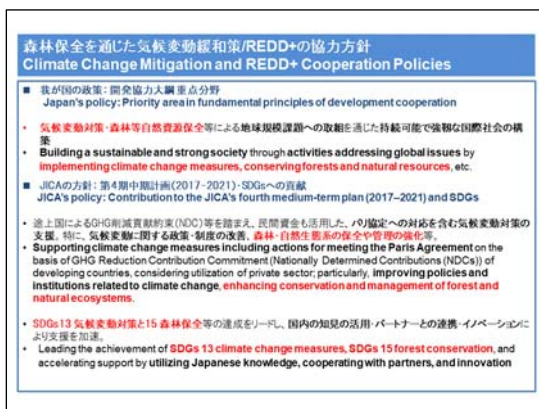 森林保全を通じた気候変動緩和策/REDD+の協力方針
Climate Change Mitigation and REDD+ Cooperation Policies
■ 我が国の政策：開発協力大綱 重点分野
Japan's policy: Priority area in fundamental principles of development cooperation
• 気候変動対策・森林等自然資源保全等による地球規模課題への取組を通じた持続可能で強靱な国際社会の構
築
• Building a sustainable and strong society through activities addressing global issues by
implementing climate change measures, conserving forests and natural resources, etc.
■ JICAの方針：第4期中期計画(2017-2021)・SDGsへの貢献
JICA's policy: Contribution to the JICA's fourth medium-term plan (2017–2021) and SDGs
• 途上国によるGHG削減貢献約束(NDC)等を踏まえ、民間資金も活用した、パリ協定への対応を含む気候変動対策の
支援。特に、気候変動に関する政策・制度の改善、森林・自然生態系の保全や管理の強化等。
• Supporting climate change measures including actions for meeting the Paris Agreement on the
basis of GHG Reduction Contribution Commitment (Nationally Determined Contributions (NDCs)) of
developing countries, considering utilization of private sector; particularly, improving policies and
institutions related to climate change, enhancing conservation and management of forest and
natural ecosystems.
• SDGs13 気候変動対策と15 森林保全等の達成をリードし、国内の知見の活用・パートナーとの連携・イノベーションに
より支援を加速。
• Leading the achievement of SDGs 13 climate change measures, SDGs 15 forest conservation, and
accelerating support by utilizing Japanese knowledge, cooperating with partners, and innovation